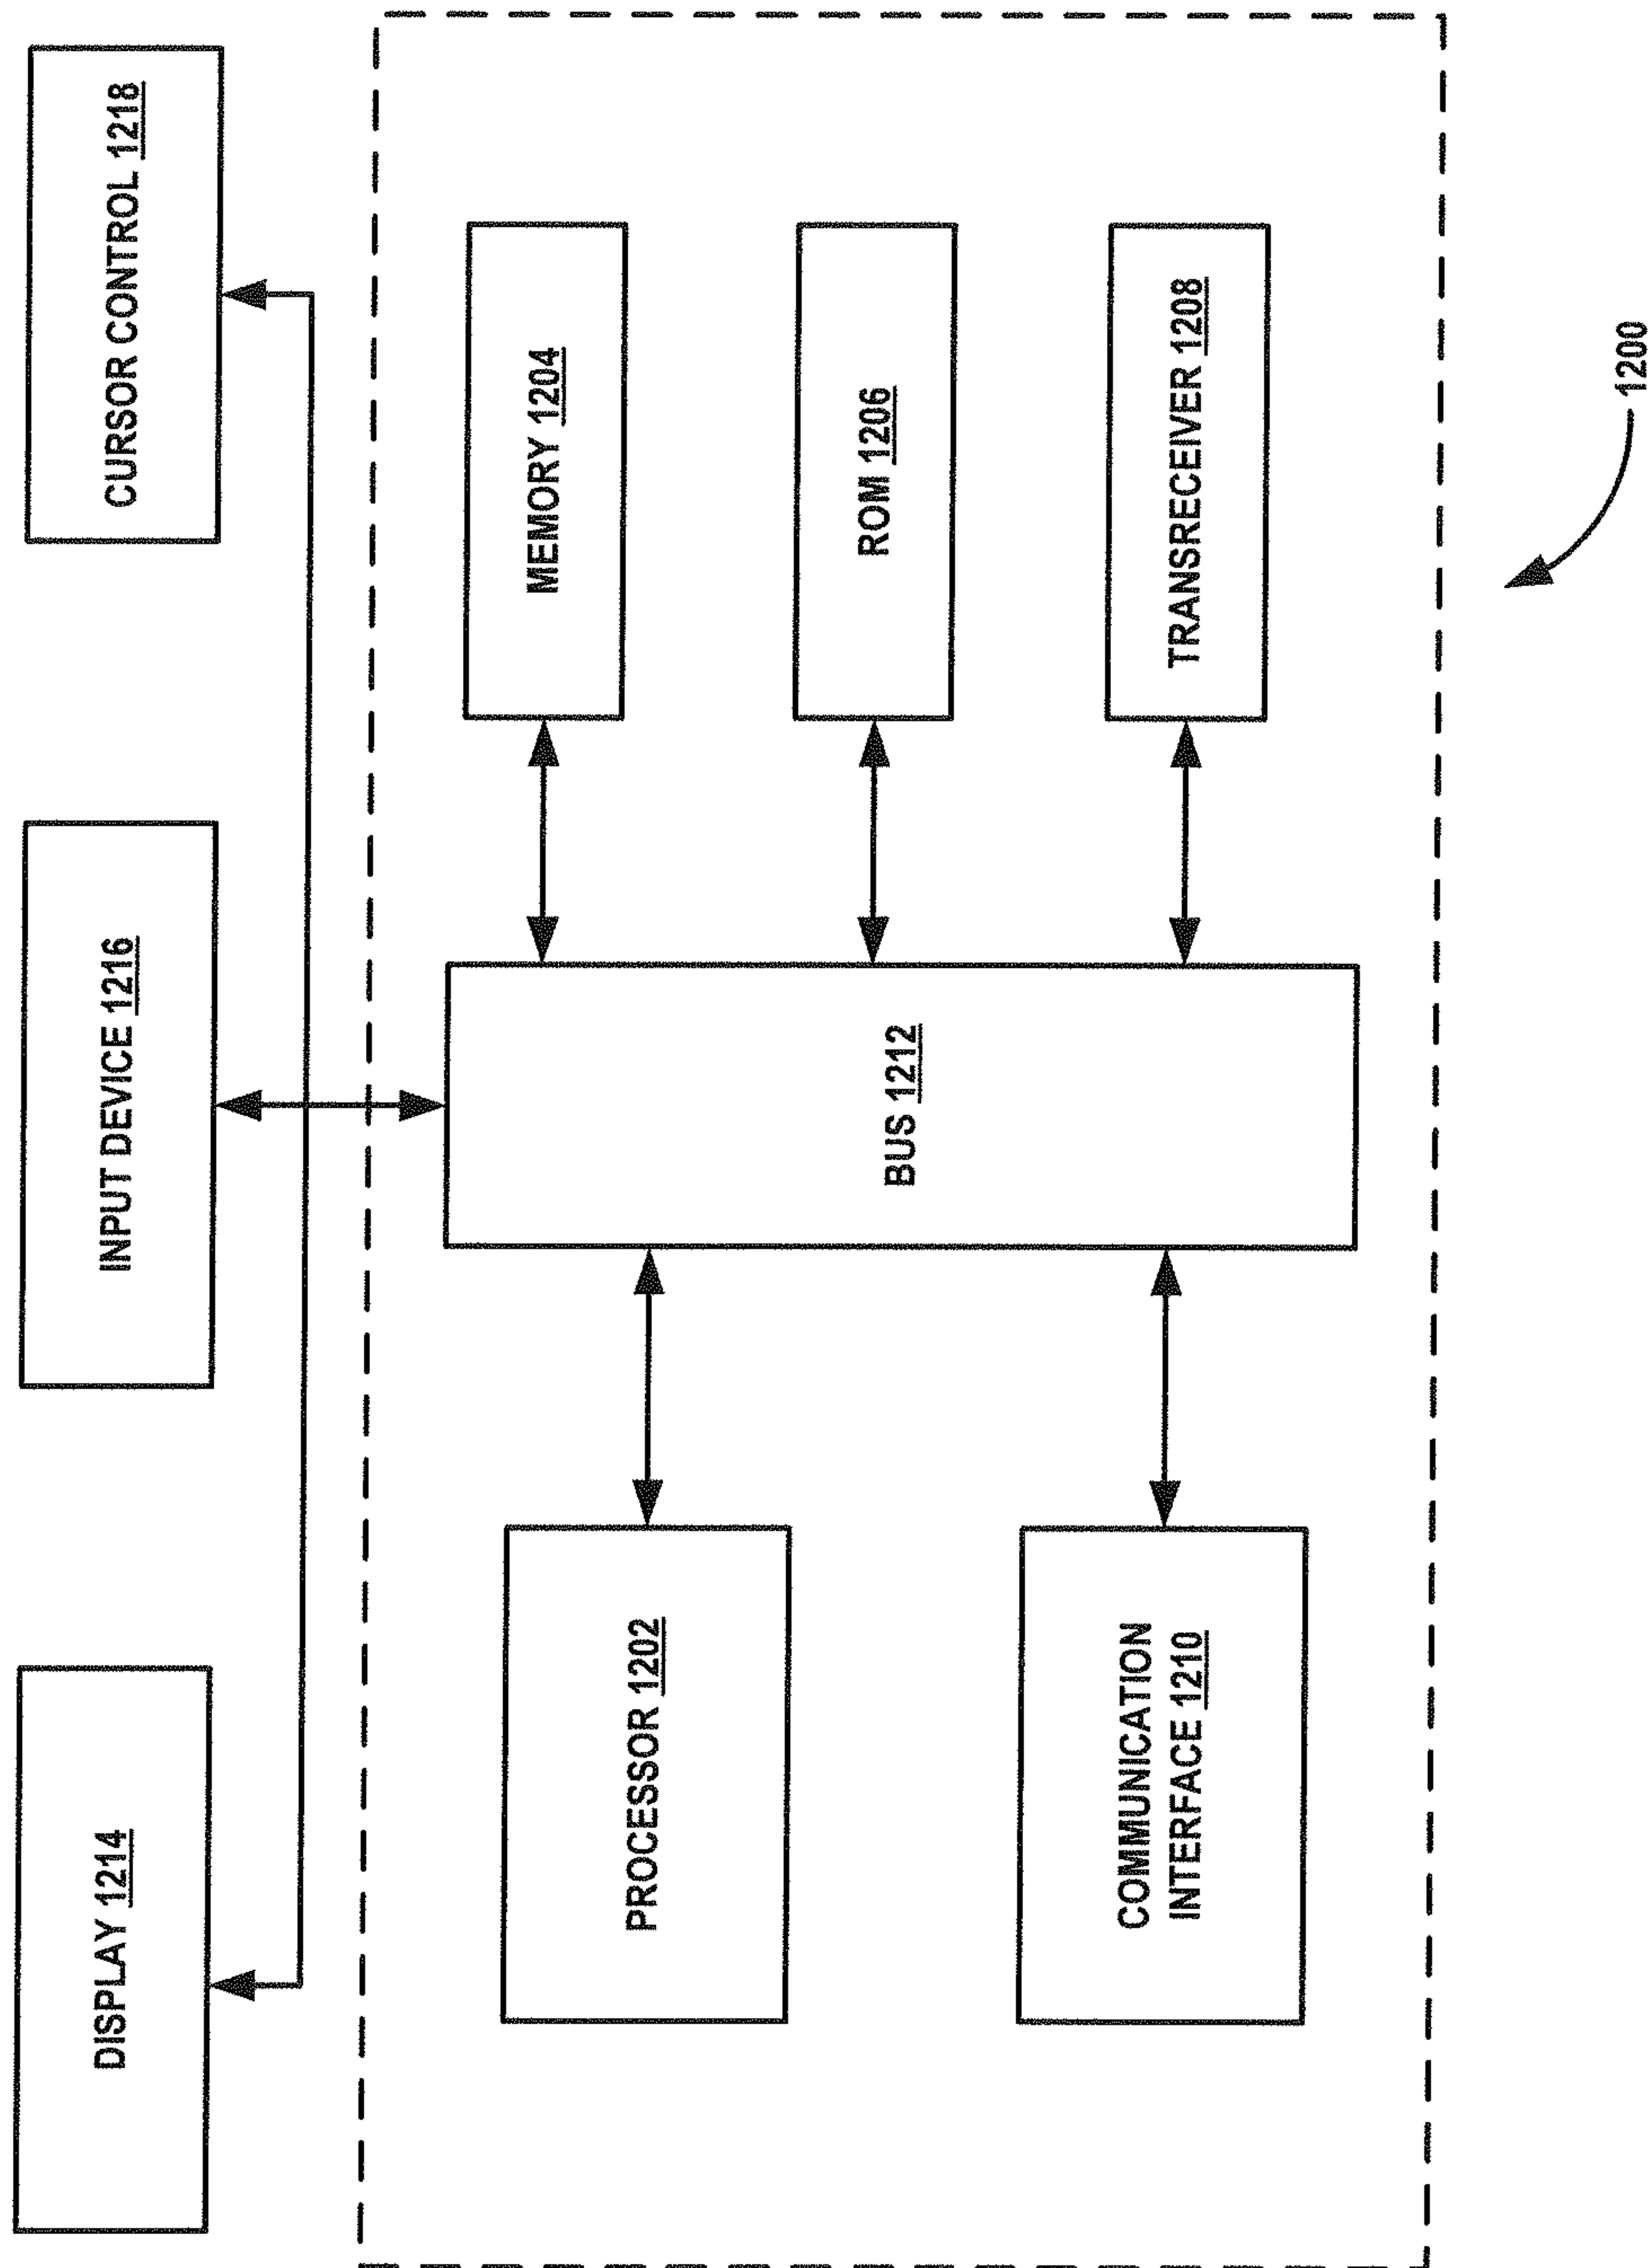 DISPLAY 1214
INPUT DEVICE 1216
CURSOR CONTROL 1218
PROCESSOR 1202
BUS 1212
MEMORY 1204
ROM 1206
COMMUNICATION
INTERFACE 1210
TRANSRECEIVER 1208
1200